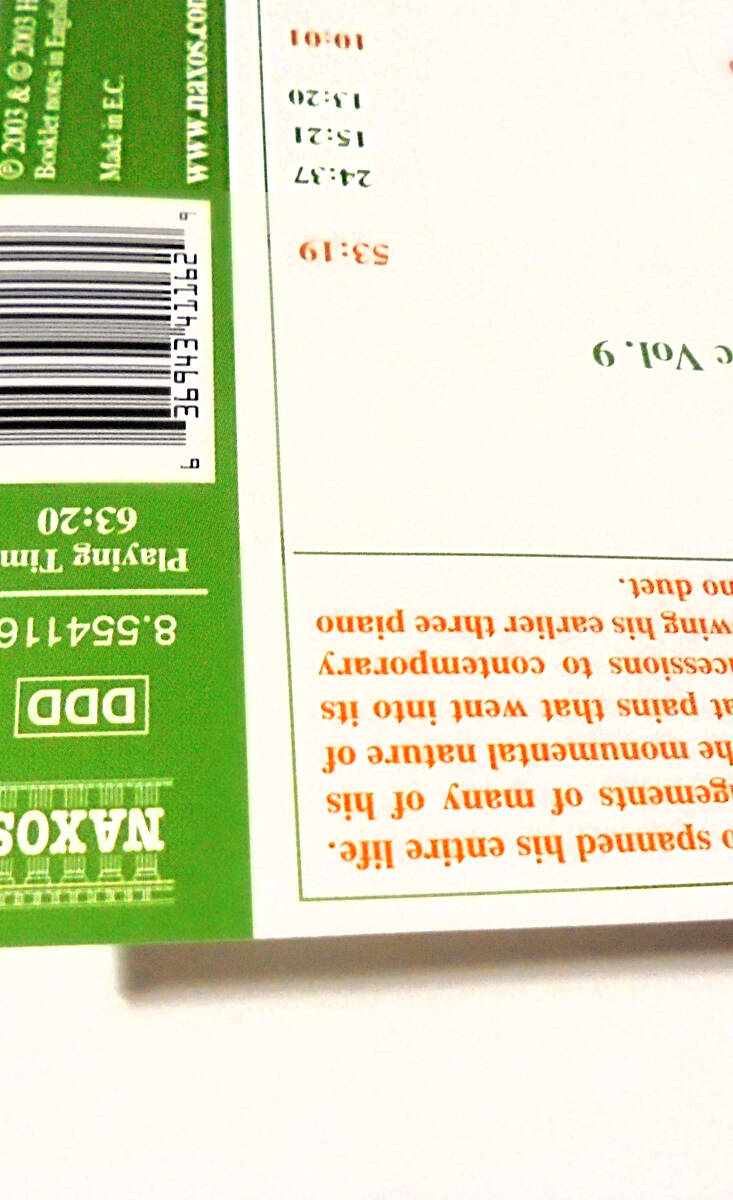 o spanned his entire life.
gements of many of his
he monumental nature of
at pains that went into its
cessions to contemporary
wing his earlier three piano
no duet.
c Vol. 9
53:19
24:37
15:21
13:20
10:01
NAXOS
DDD
8.554116
Playing Tim
63:20
6 36943 41162 9
℗ 2003 & © 2003 H
Booklet notes in English
Made in E.C.
www.naxos.com